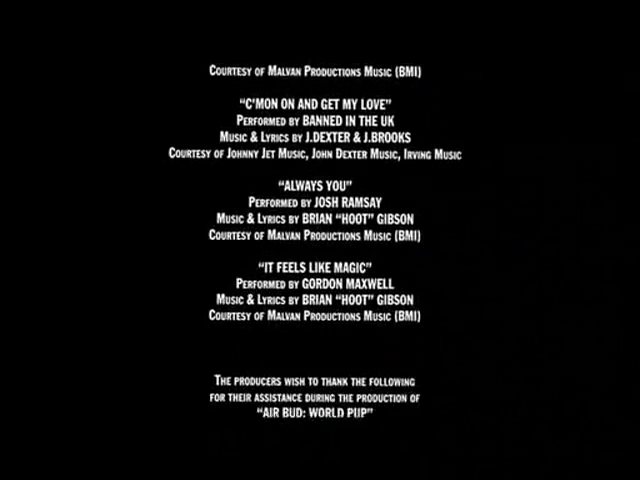 COURTESY OF MALVAN PRODUCTIONS MUSIC (BMI)
"C'MON ON AND GET MY LOVE"
PERFORMED BY BANNED IN THE UK
MUSIC & LYRICS BY J.DEXTER & J.BROOKS
COURTESY OF JOHNNY JET MUSIC, JOHN DEXTER MUSIC, IRVING MUSIC
"ALWAYS YOU"
PERFORMED BY JOSH RAMSAY
MUSIC & LYRICS BY BRIAN "HOOT" GIBSON
COURTESY OF MALVAN PRODUCTIONS MUSIC (BMI)
"IT FEELS LIKE MAGIC"
PERFORMED BY GORDON MAXWELL
MUSIC & LYRICS BY BRIAN "HOOT" GIBSON
COURTESY OF MALVAN PRODUCTIONS MUSIC (BMI)
THE PRODUCERS WISH TO THANK THE FOLLOWING
FOR THEIR ASSISTANCE DURING THE PRODUCTION OF
"AIR BUD: WORLD PUP"